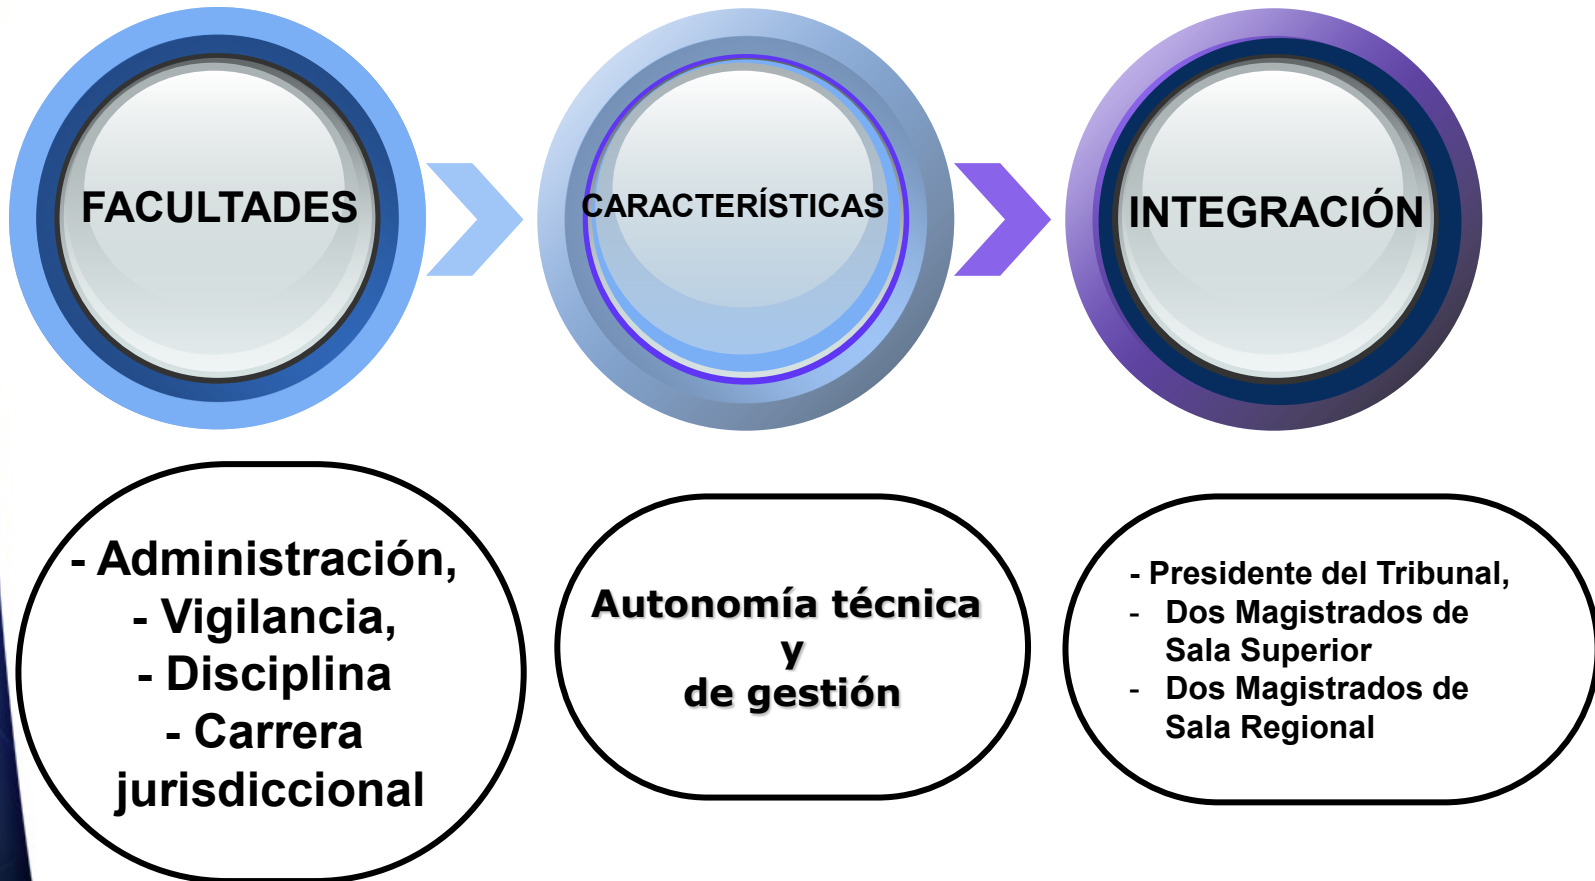 FACULTADES
CARACTERÍSTICAS
INTEGRACIÓN
- Administración,
- Vigilancia,
- Disciplina
- Carrera
jurisdiccional
Autonomía técnica
y
de gestión
- Presidente del Tribunal,
- Dos Magistrados de
Sala Superior
- Dos Magistrados de
Sala Regional